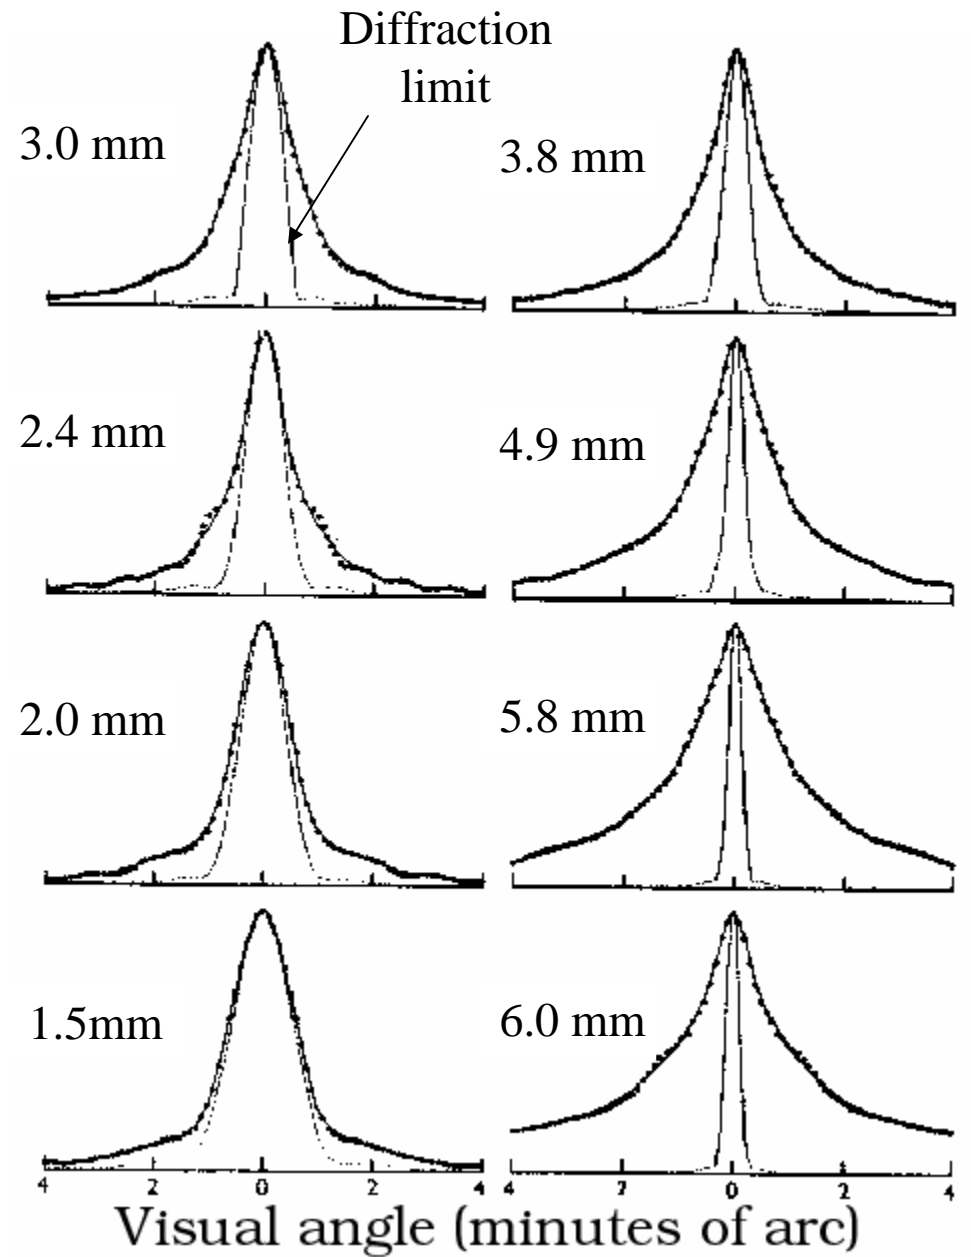 Diffraction
limit
3.0 mm
3.8 mm
2.4 mm
4.9 mm
2.0 mm
5.8 mm
1.5mm
6.0 mm
4 2 0 2 4
4 2 0 2 4
Visual angle (minutes of arc)